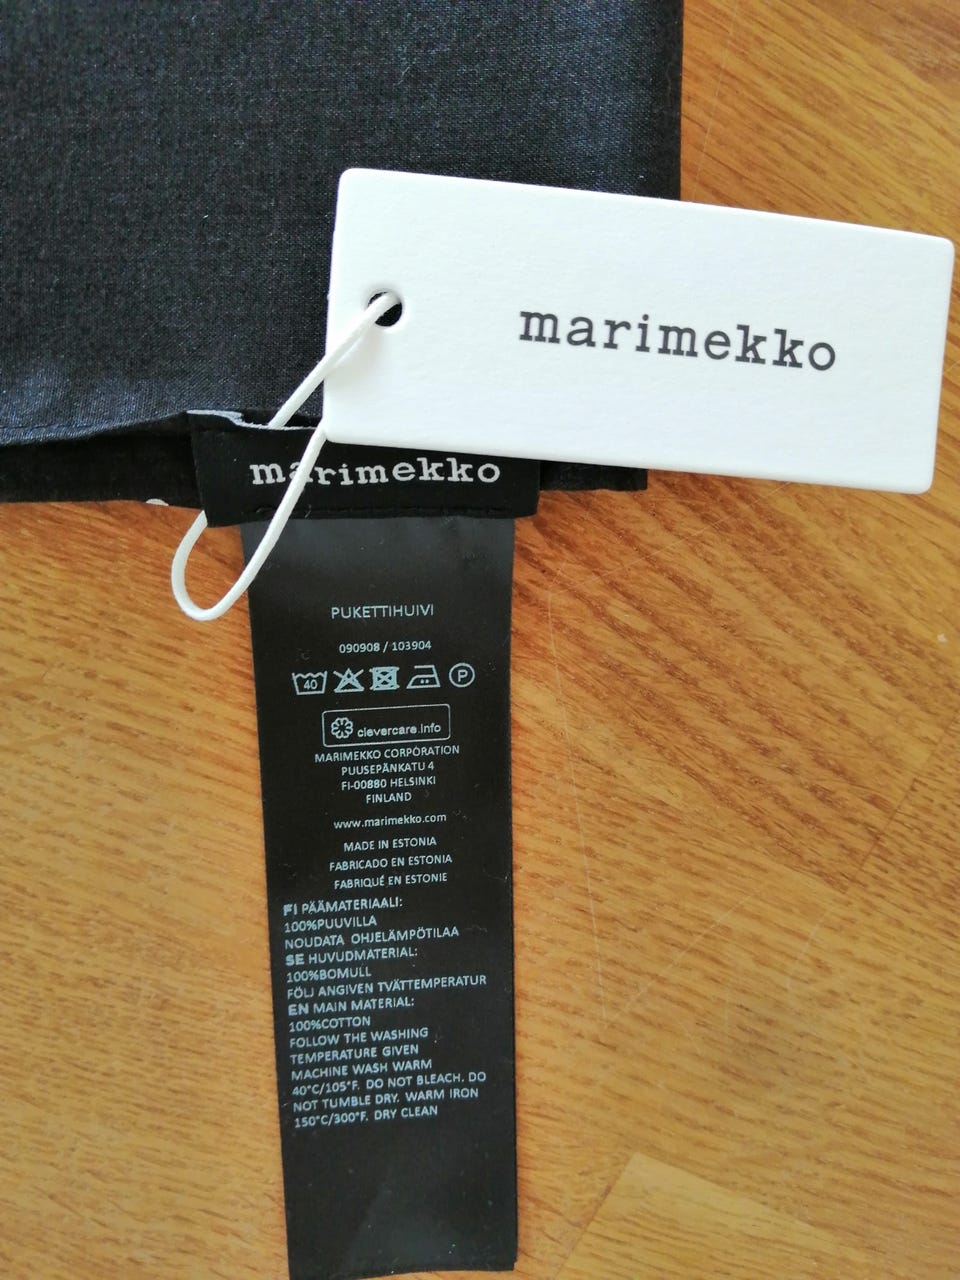 marimekko
marimekko
PUKETTIHUIVI
090908 / 103904
40 P
clevercare.info
MARIMEKKO CORPORATION
PUUSEPÄNKATU 4
FI-00880 HELSINKI
FINLAND
www.marimekko.com
MADE IN ESTONIA
FABRICADO EN ESTONIA
FABRIQUÉ EN ESTONIE
FI PÄÄMATERIAALI:
100%PUUVILLA
NOUDATA OHJELÄMPÖTILAA
SE HUVUDMATERIAL:
100%BOMULL
FÖLJ ANGIVEN TVÄTTEMPERATUR
EN MAIN MATERIAL:
100%COTTON
FOLLOW THE WASHING
TEMPERATURE GIVEN
MACHINE WASH WARM
40°C/105°F. DO NOT BLEACH. DO
NOT TUMBLE DRY. WARM IRON
150°C/300°F. DRY CLEAN